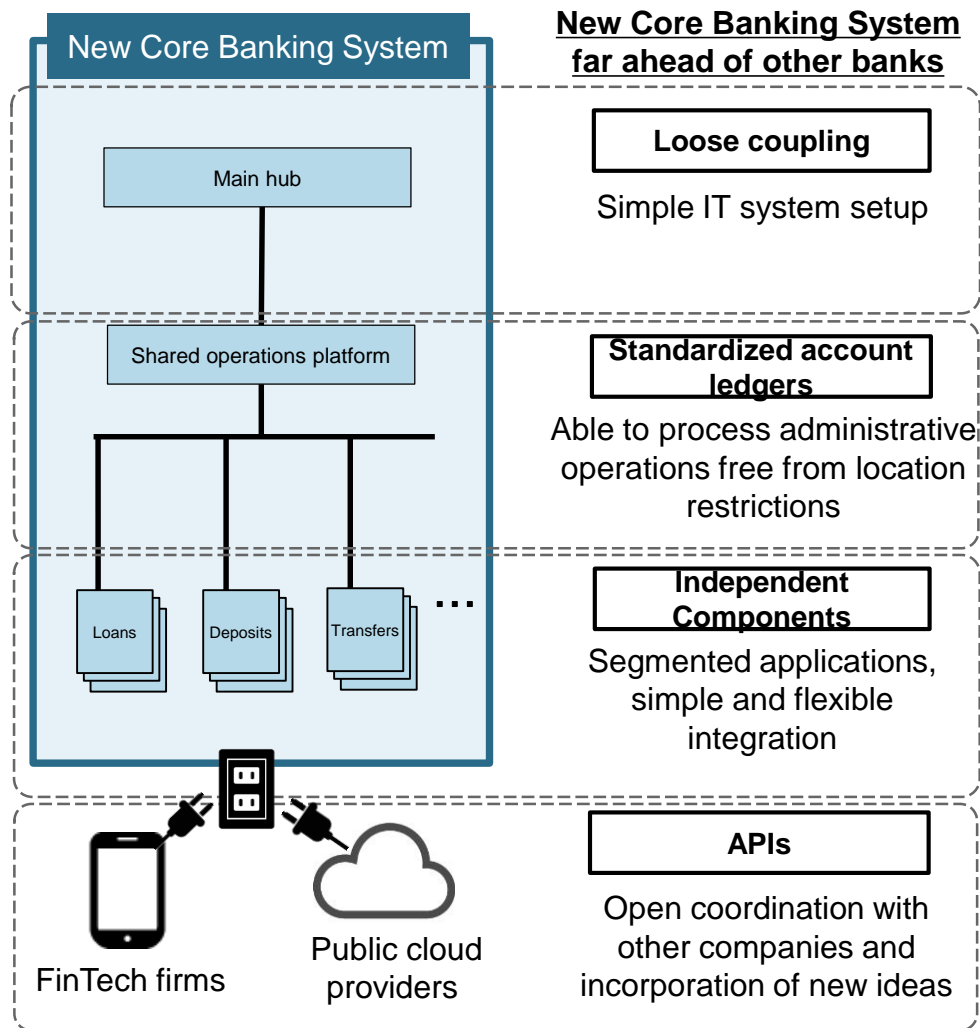 New Core Banking System
New Core Banking System
far ahead of other banks
Main hub
Loose coupling
Simple IT system setup
Shared operations platform
Standardized account
ledgers
Able to process administrative
operations free from location
restrictions
Loans
Deposits
Transfers
...
Independent
Components
Segmented applications,
simple and flexible
integration
FinTech firms
Public cloud
providers
APIs
Open coordination with
other companies and
incorporation of new ideas